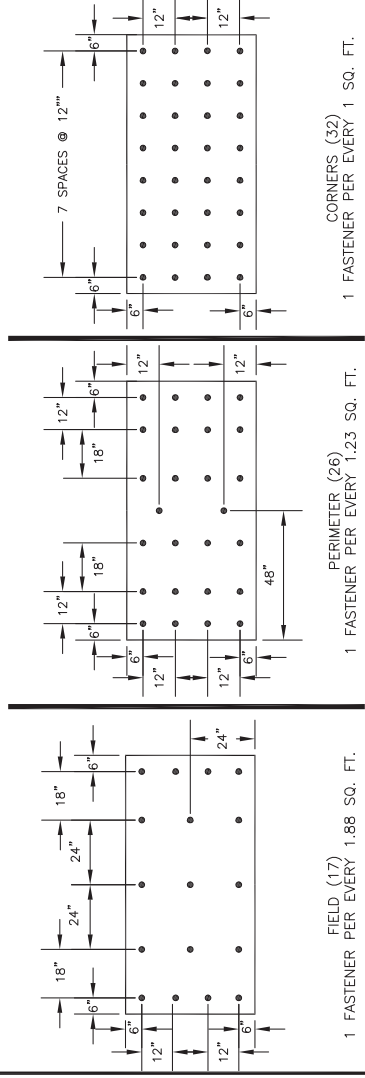 18" 24" 24" 18"
6" 6"
6"
12"
12"
6"
24"
FIELD (17)
1 FASTENER PER EVERY 1.88 SQ. FT.
12" 18" 18" 12"
6" 6"
6"
12"
12"
6"
12"
12"
48"
PERIMETER (26)
1 FASTENER PER EVERY 1.23 SQ. FT.
7 SPACES @ 12""
6" 6"
6"
6"
12"
12"
CORNERS (32)
1 FASTENER PER EVERY 1 SQ. FT.